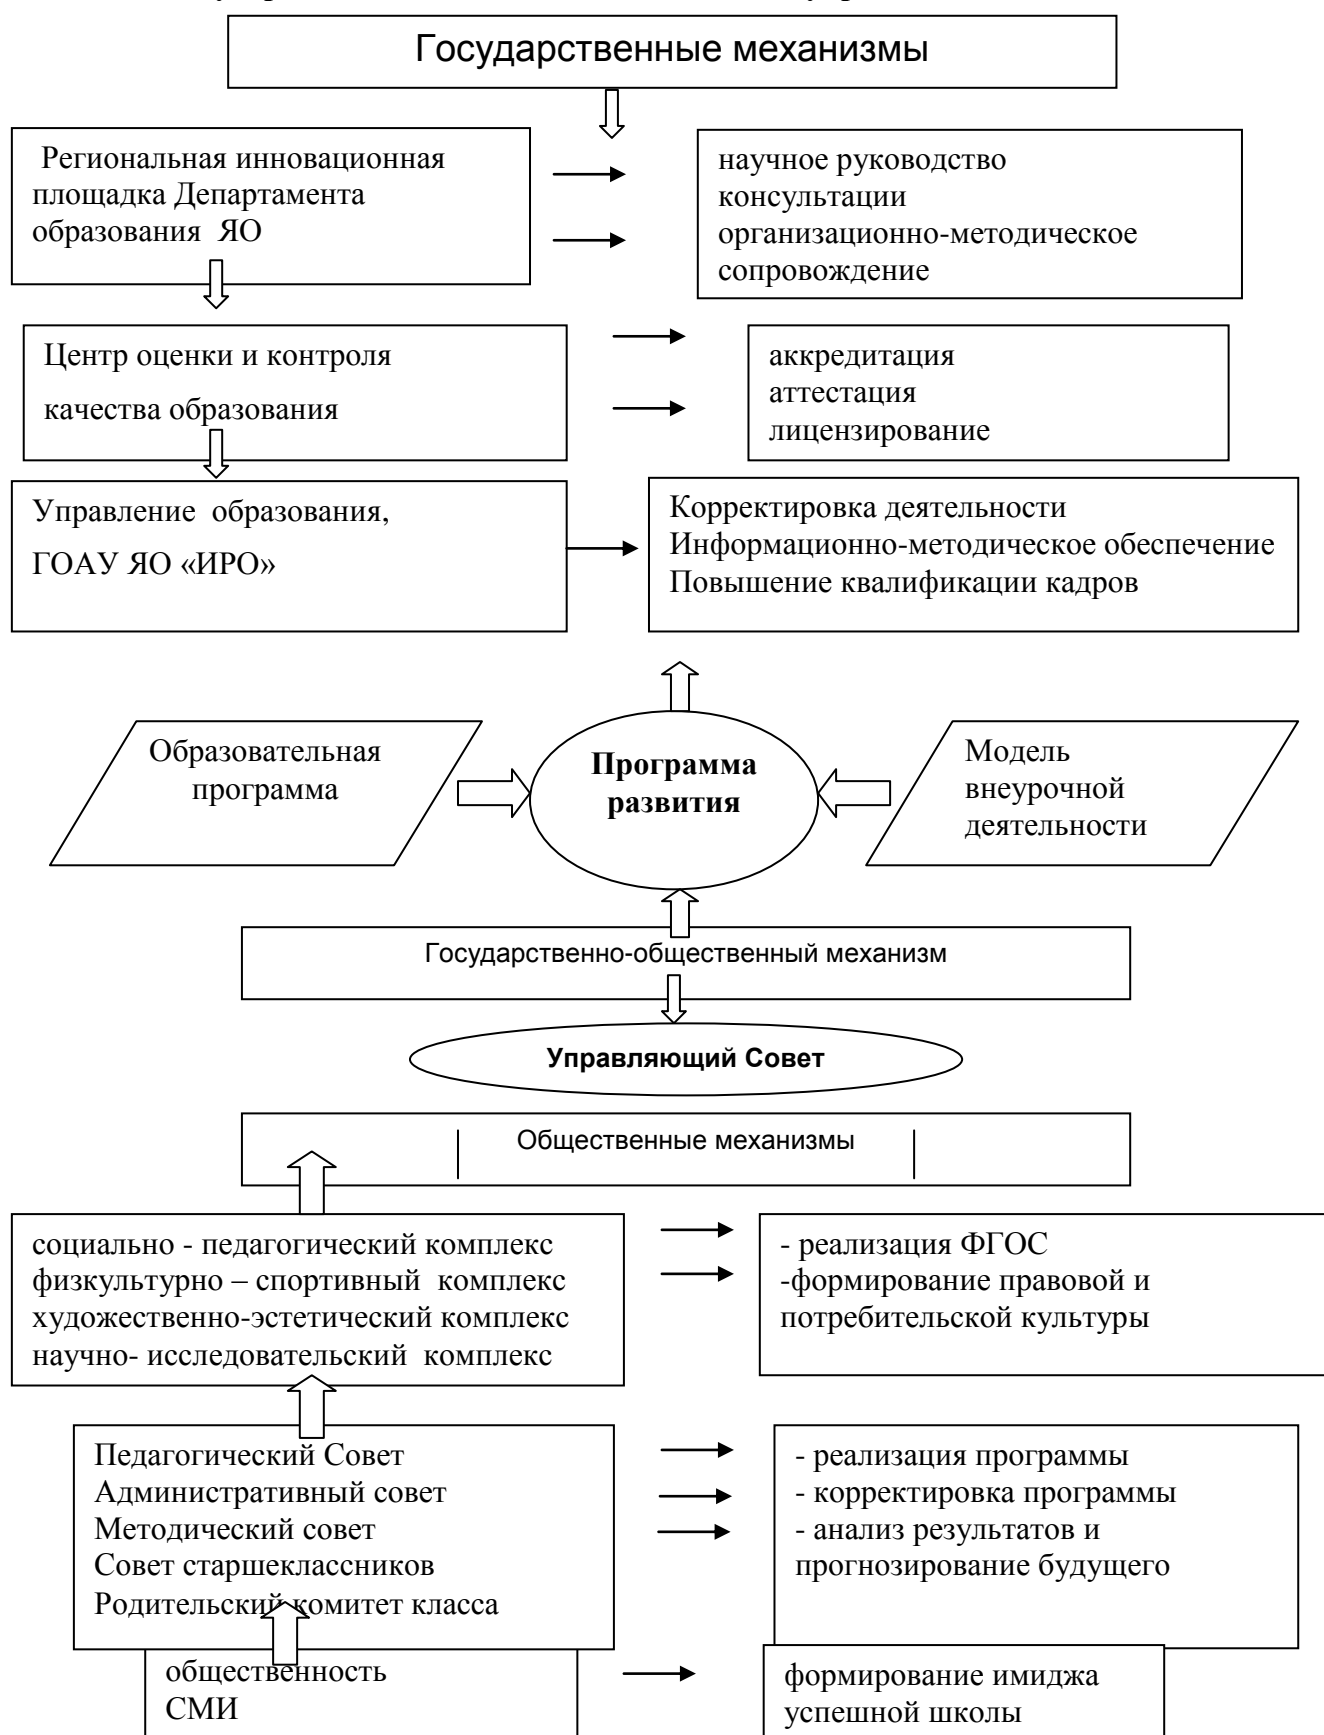 Государственные механизмы
Региональная инновационная
площадка Департамента
образования ЯО
научное руководство
консультации
организационно-методическое
сопровождение
Центр оценки и контроля
качества образования
аккредитация
аттестация
лицензирование
Управление образования,
ГОАУ ЯО «ИРО»
Корректировка деятельности
Информационно-методическое обеспечение
Повышение квалификации кадров
Образовательная
программа
Программа
развития
Модель
внеурочной
деятельности
Государственно-общественный механизм
Управляющий Совет
Общественные механизмы
социально - педагогический комплекс
физкультурно – спортивный комплекс
художественно-эстетический комплекс
научно- исследовательский комплекс
- реализация ФГОС
-формирование правовой и
потребительской культуры
Педагогический Совет
Административный совет
Методический совет
Совет старшеклассников
Родительский комитет класса
- реализация программы
- корректировка программы
- анализ результатов и
прогнозирование будущего
общественность
СМИ
формирование имиджа
успешной школы